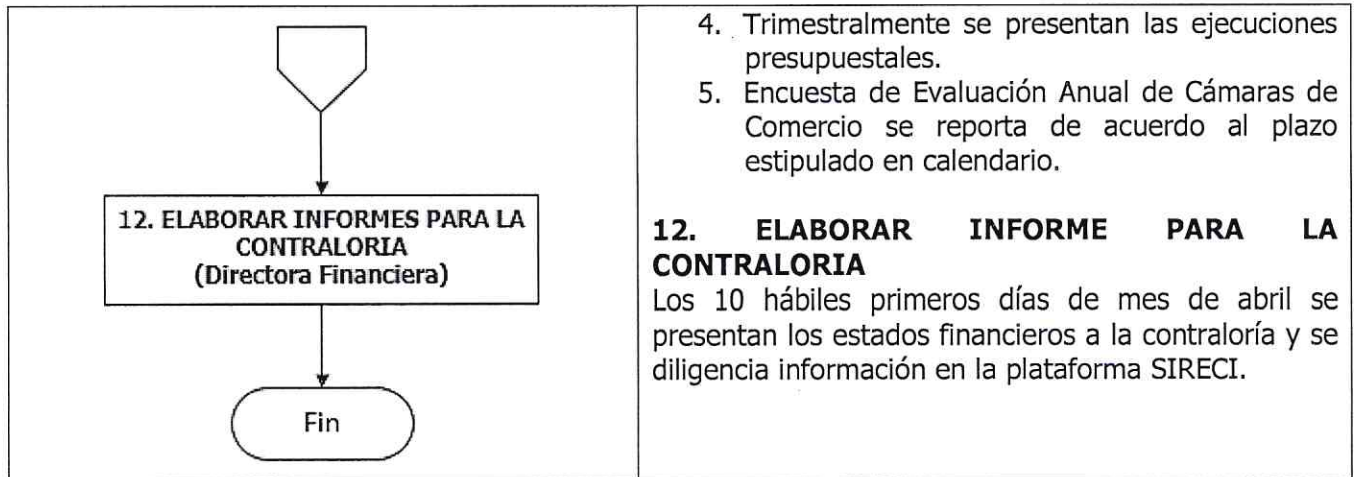 12. ELABORAR INFORMES PARA LA
CONTRALORIA
(Directora Financiera)
Fin
4. Trimestralmente se presentan las ejecuciones
presupuestales.
5. Encuesta de Evaluación Anual de Cámaras de
Comercio se reporta de acuerdo al plazo
estipulado en calendario.
12. ELABORAR INFORME PARA LA
CONTRALORIA
Los 10 hábiles primeros días de mes de abril se
presentan los estados financieros a la contraloría y se
diligencia información en la plataforma SIRECI.